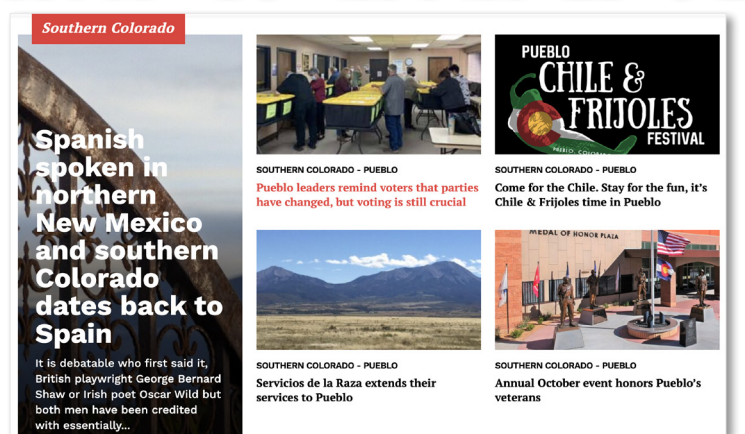 Southern Colorado
Spanish
spoken in
northern
New Mexico
and southern
Colorado
dates back to
Spain
It is debatable who first said it,
British playwright George Bernard
Shaw or Irish poet Oscar Wild but
both men have been credited
with essentially...
SOUTHERN COLORADO - PUEBLO
Pueblo leaders remind voters that parties
have changed, but voting is still crucial
PUEBLO
CHILE &
FRIJOLES
FESTIVAL
PUEBLO, COLORADO
SOUTHERN COLORADO - PUEBLO
Come for the Chile. Stay for the fun, it's
Chile & Frijoles time in Pueblo
SOUTHERN COLORADO - PUEBLO
Servicios de la Raza extends their
services to Pueblo
MEDAL OF HONOR PLAZA
SOUTHERN COLORADO - PUEBLO
Annual October event honors Pueblo's
veterans